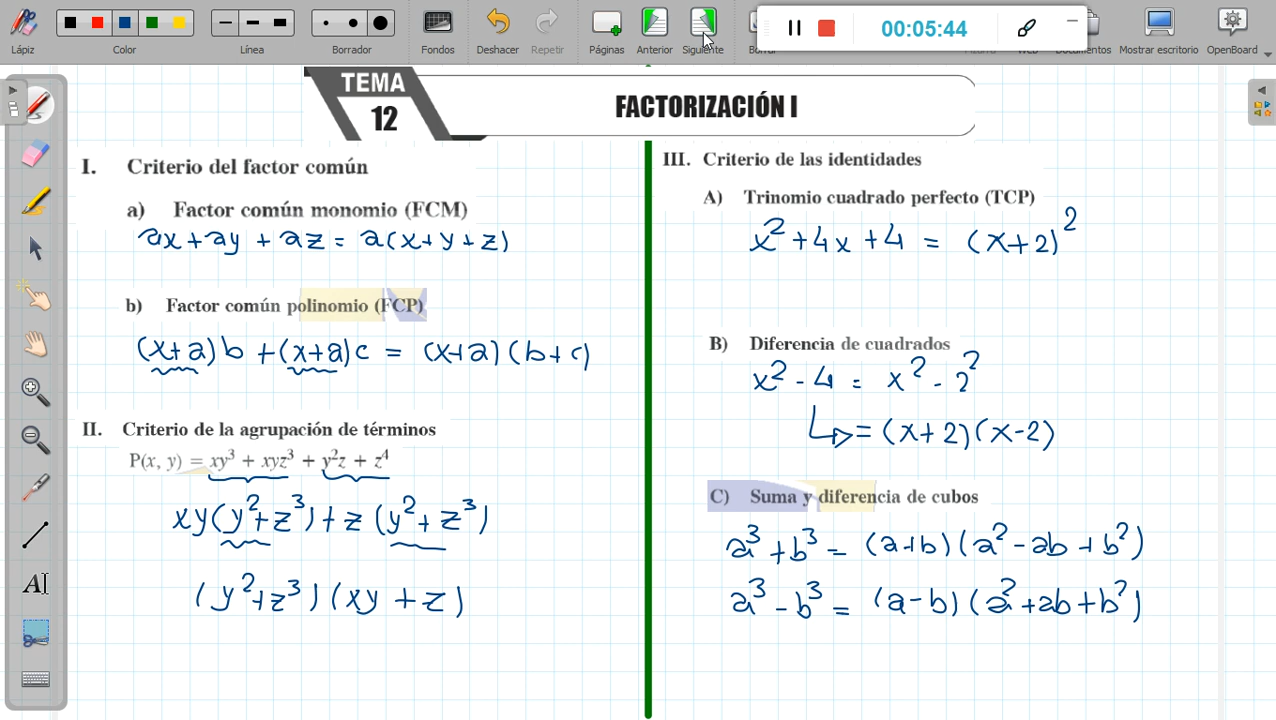 00:05:44
Lápiz Color Línea Borrador Fondos Deshacer Repetir Páginas Anterior Siguiente Documentos Mostrar escritorio OpenBoard
TEMA
12
FACTORIZACIÓN I
I. Criterio del factor común
a) Factor común monomio (FCM)
ax + ay + az = a(x + y + z)
b) Factor común polinomio (FCP)
(x+a)b + (x+a)c = (x+a)(b+c)
II. Criterio de la agrupación de términos
P(x, y) = xy³ + xyz³ + y²z + z⁴
xy(y²+z³) + z(y²+z³)
(y²+z³)(xy + z)
III. Criterio de las identidades
A) Trinomio cuadrado perfecto (TCP)
x² + 4x + 4 = (x+2)²
B) Diferencia de cuadrados
x² - 4 = x² - 2²
= (x+2)(x-2)
C) Suma y diferencia de cubos
a³ + b³ = (a+b)(a² - ab + b²)
a³ - b³ = (a-b)(a² + ab + b²)